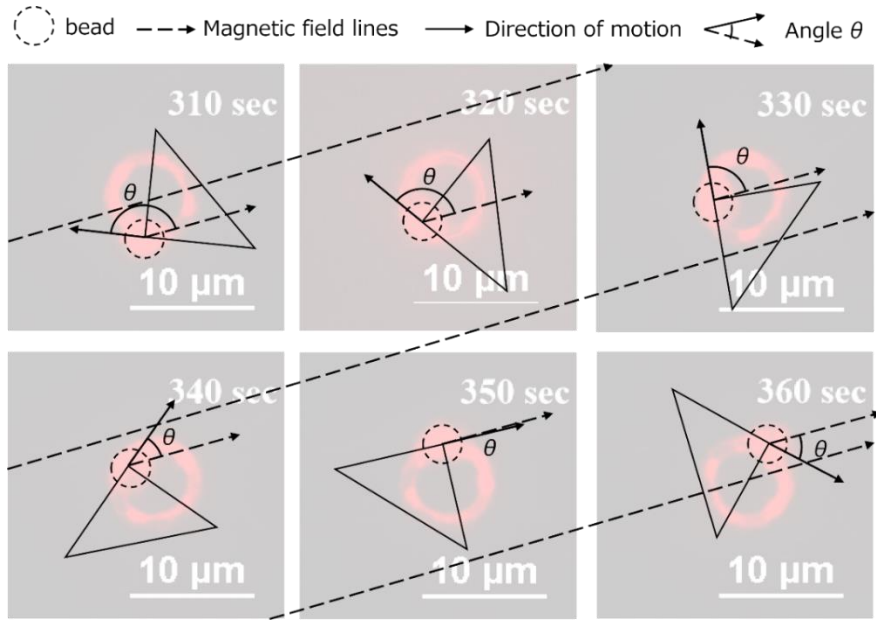 bead Magnetic field lines Direction of motion Angle θ
310 sec
θ
10 µm
320 sec
θ
10 µm
330 sec
θ
10 µm
340 sec
θ
10 µm
350 sec
θ
10 µm
360 sec
θ
10 µm